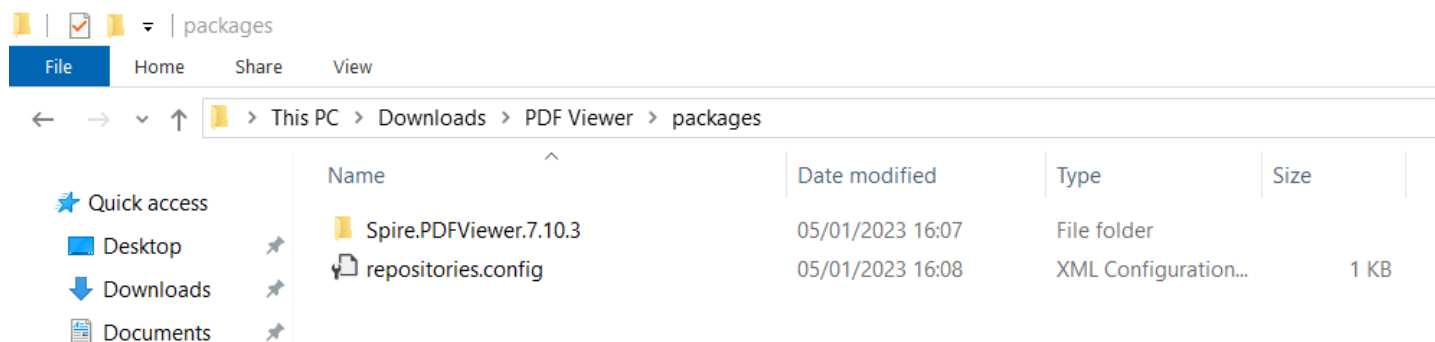 packages
File Home Share View
This PC > Downloads > PDF Viewer > packages
Name Date modified Type Size
Quick access
Spire.PDFViewer.7.10.3 05/01/2023 16:07 File folder
Desktop
repositories.config 05/01/2023 16:08 XML Configuration... 1 KB
Downloads
Documents